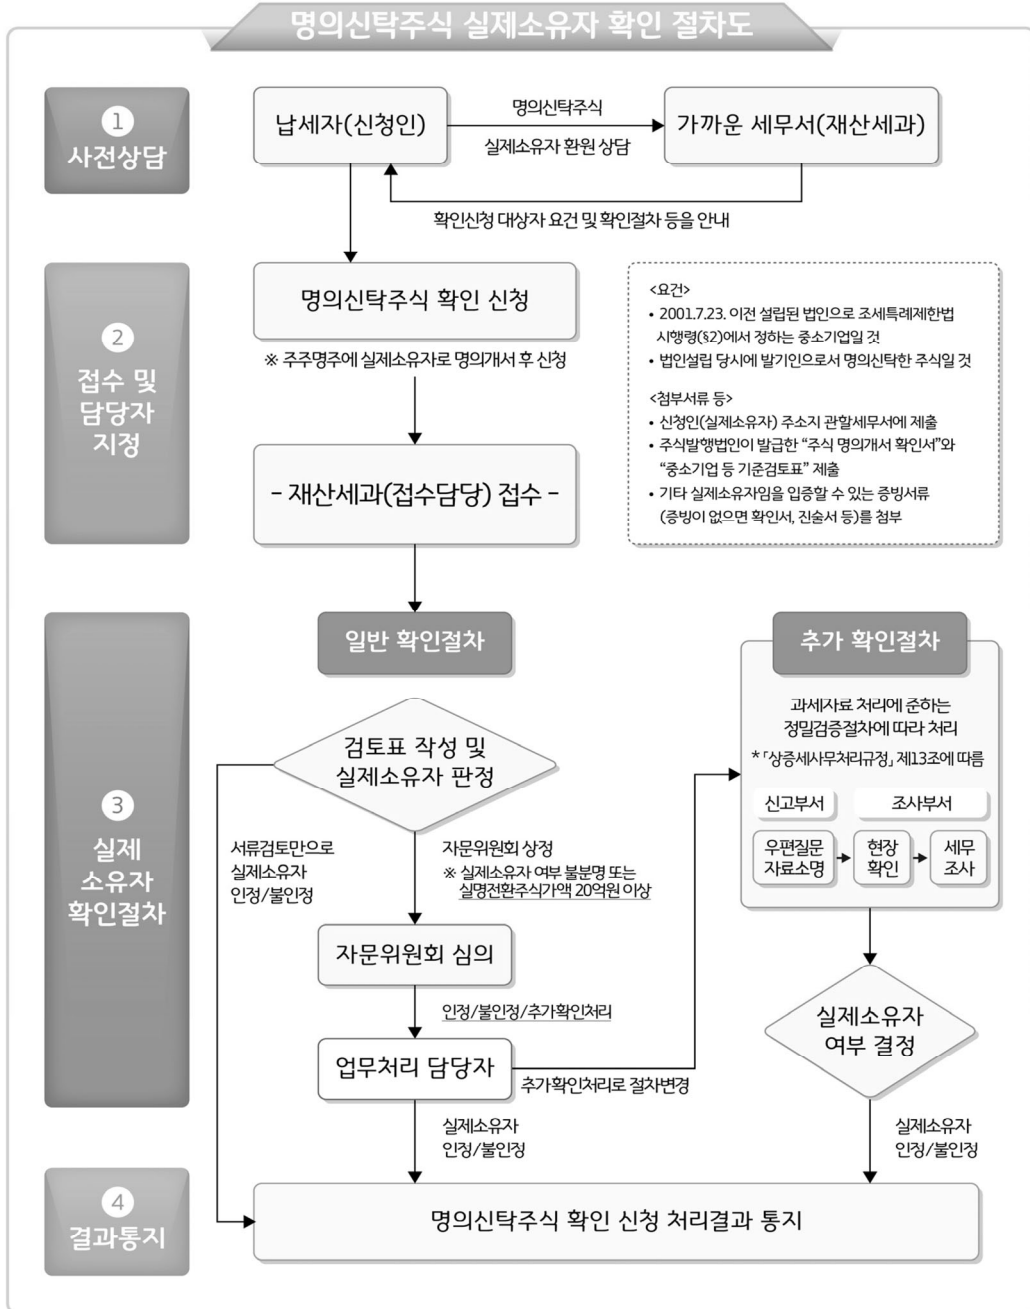 명의신탁주식 실제소유자 확인 절차도
1
사전상담
납세자(신청인)
명의신탁주식
실제소유자 환원 상담
가까운 세무서(재산세과)
확인신청 대상자 요건 및 확인절차 등을 안내
2
접수 및
담당자
지정
명의신탁주식 확인 신청
※ 주주명주에 실제소유자로 명의개서 후 신청
- 재산세과(접수담당) 접수 -
<요건>
• 2001.7.23. 이전 설립된 법인으로 조세특례제한법
시행령(§2)에서 정하는 중소기업일 것
• 법인설립 당시에 발기인으로서 명의신탁한 주식일 것
<첨부서류 등>
• 신청인(실제소유자) 주소지 관할세무서에 제출
• 주식발행법인이 발급한 “주식 명의개서 확인서”와
“중소기업 등 기준검토표” 제출
• 기타 실제소유자임을 입증할 수 있는 증빙서류
(증빙이 없으면 확인서, 진술서 등)를 첨부
3
실제
소유자
확인절차
일반 확인절차
검토표 작성 및
실제소유자 판정
서류검토만으로
실제소유자
인정/불인정
자문위원회 상정
※ 실제소유자 여부 불분명 또는
실명전환주식가액 20억원 이상
자문위원회 심의
인정/불인정/추가확인처리
업무처리 담당자
추가확인처리로 절차변경
실제소유자
인정/불인정
추가 확인절차
과세자료 처리에 준하는
정밀검증절차에 따라 처리
* 「상증세사무처리규정」 제13조에 따름
신고부서
조사부서
우편질문
자료소명
현장
확인
세무
조사
실제소유자
여부 결정
실제소유자
인정/불인정
4
결과통지
명의신탁주식 확인 신청 처리결과 통지